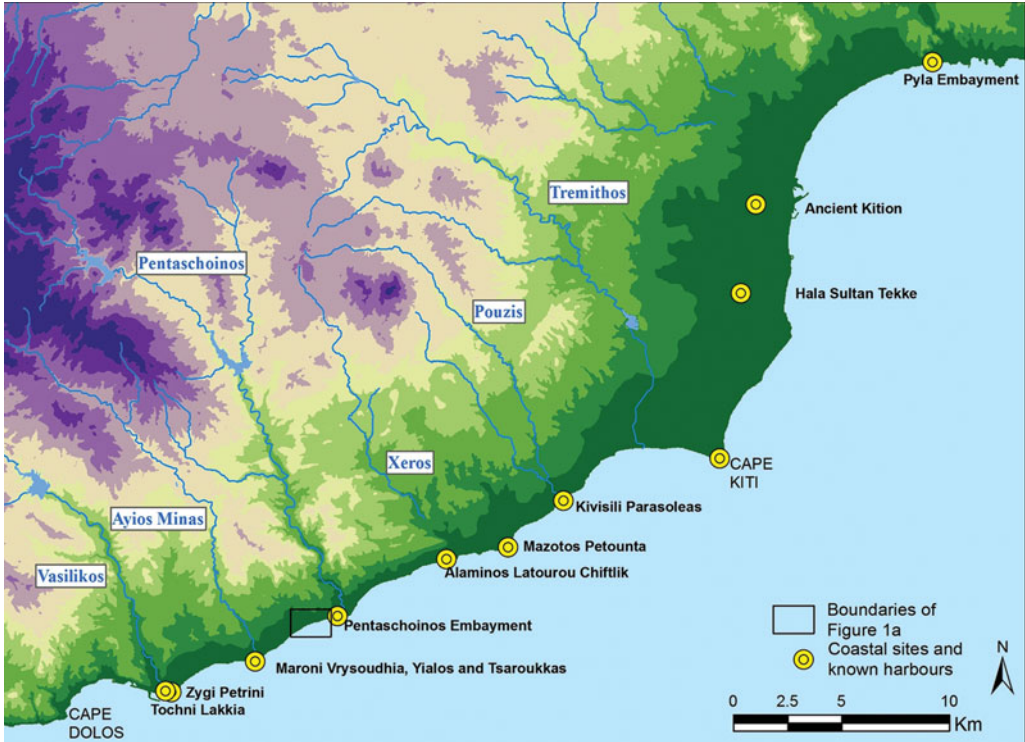 Pyla Embayment
Tremithos
Ancient Kition
Pentaschoinos
Hala Sultan Tekke
Pouzis
Xeros
CAPE
KITI
Kivisili Parasoleas
Ayios Minas
Mazotos Petounta
Alaminos Latourou Chiftlik
Vasilikos
Pentaschoinos Embayment
Maroni Vrysoudhia, Yialos and Tsaroukkas
Zygi Petrini
Tochni Lakkia
CAPE
DOLOS
Boundaries of
Figure 1a
Coastal sites and
known harbours
N
0 2.5 5 10
Km